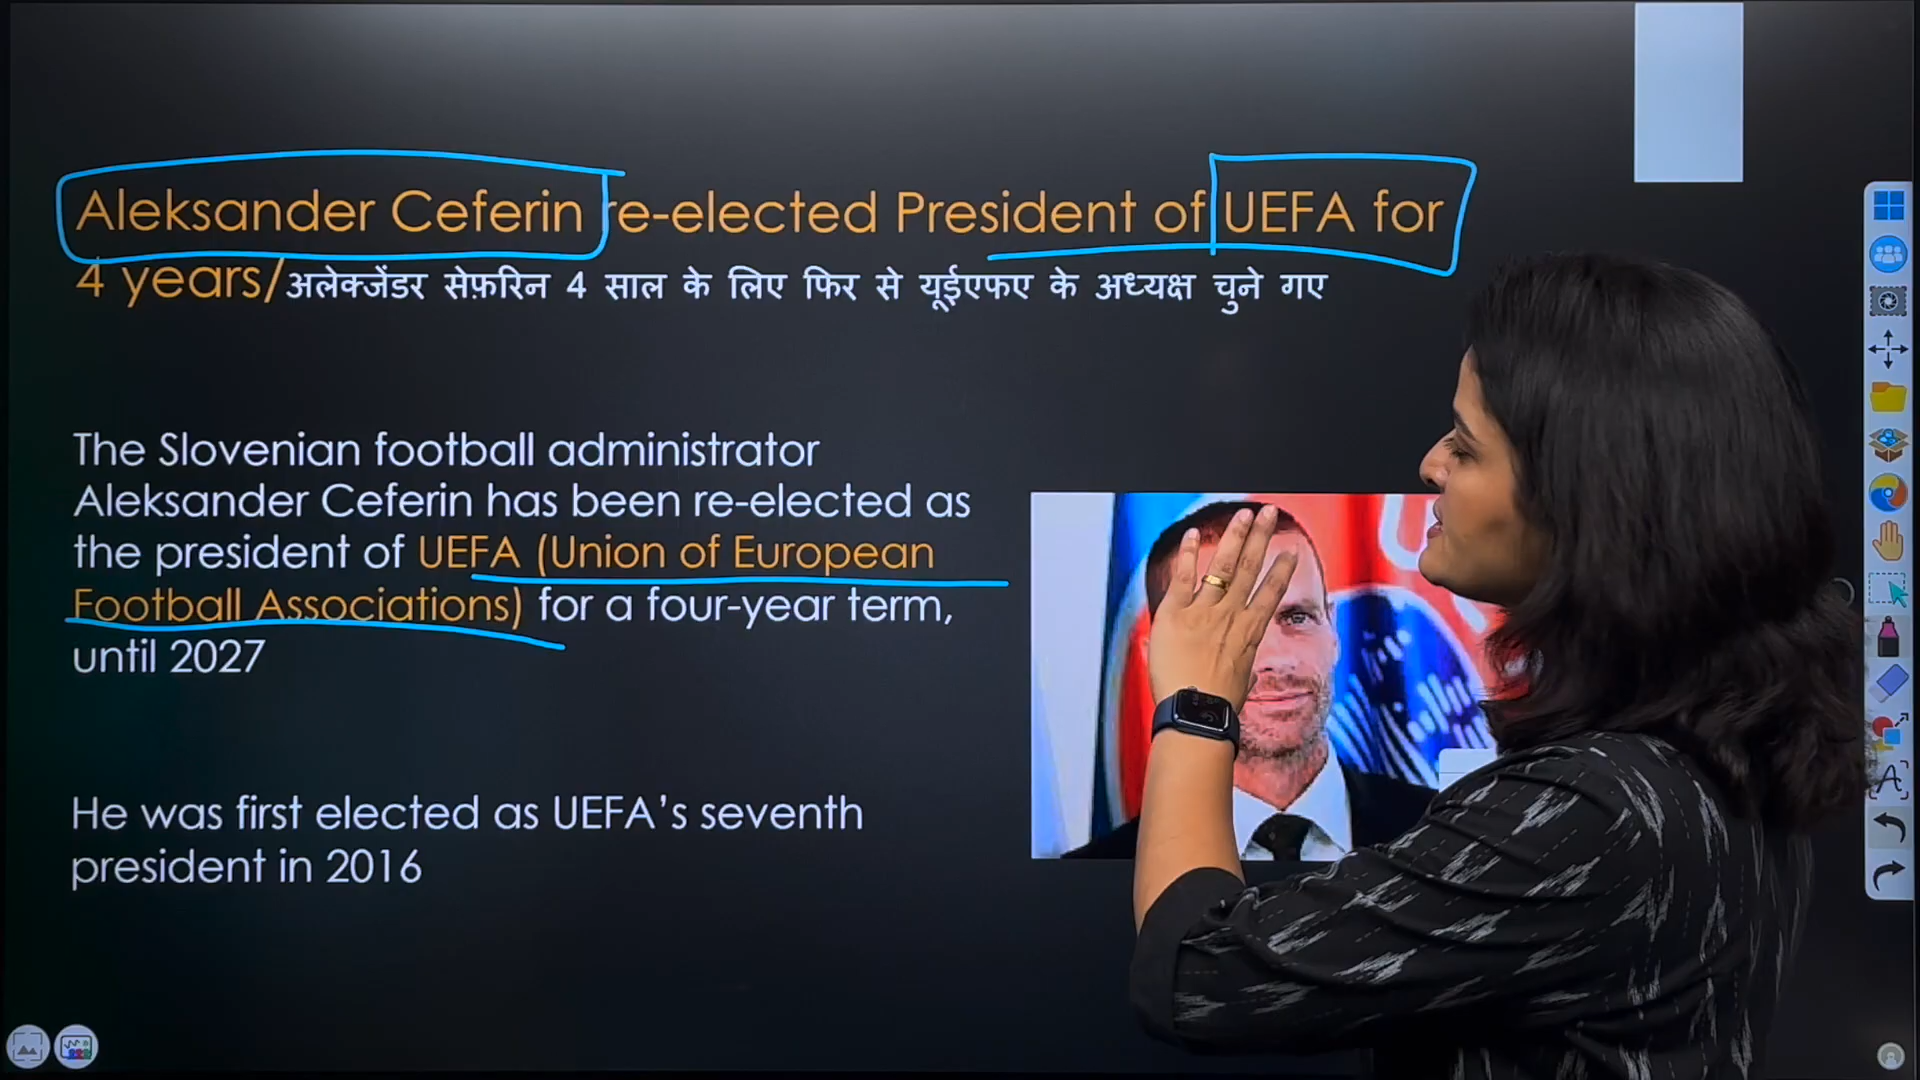 Aleksander Ceferin re-elected President of UEFA for
4 years/अलेक्जेंडर सेफ़रिन 4 साल के लिए फिर से यूईएफए के अध्यक्ष चुने गए
The Slovenian football administrator
Aleksander Ceferin has been re-elected as
the president of UEFA (Union of European
Football Associations) for a four-year term,
until 2027
He was first elected as UEFA's seventh
president in 2016